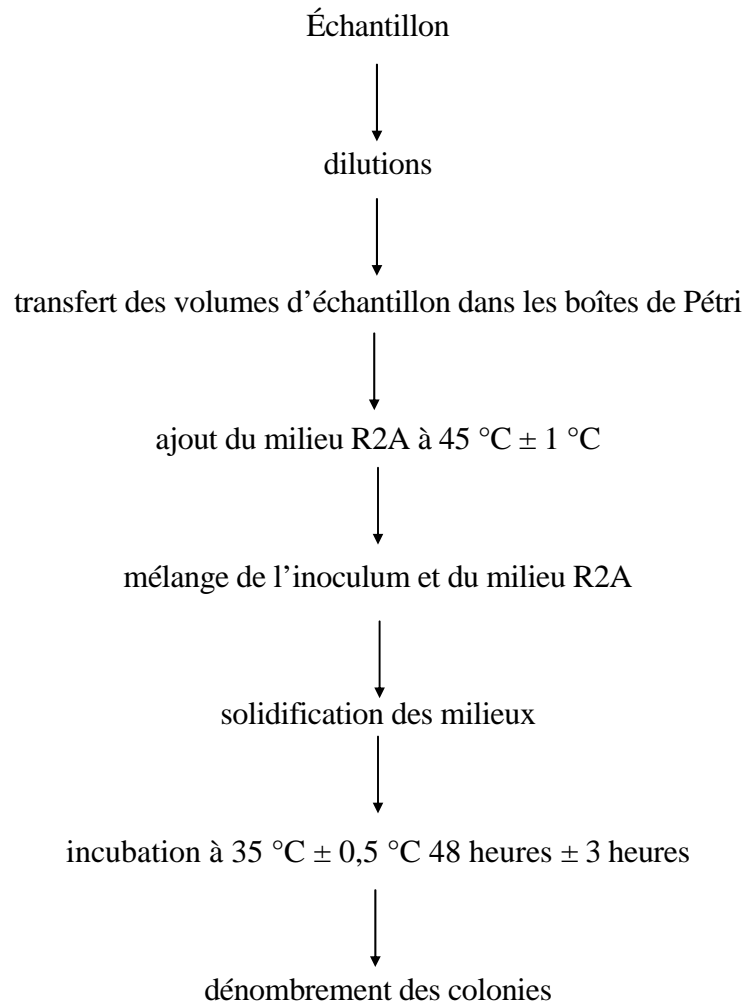 Échantillon
dilutions
transfert des volumes d’échantillon dans les boîtes de Pétri
ajout du milieu R2A à 45 °C ± 1 °C
mélange de l’inoculum et du milieu R2A
solidification des milieux
incubation à 35 °C ± 0,5 °C 48 heures ± 3 heures
dénombrement des colonies